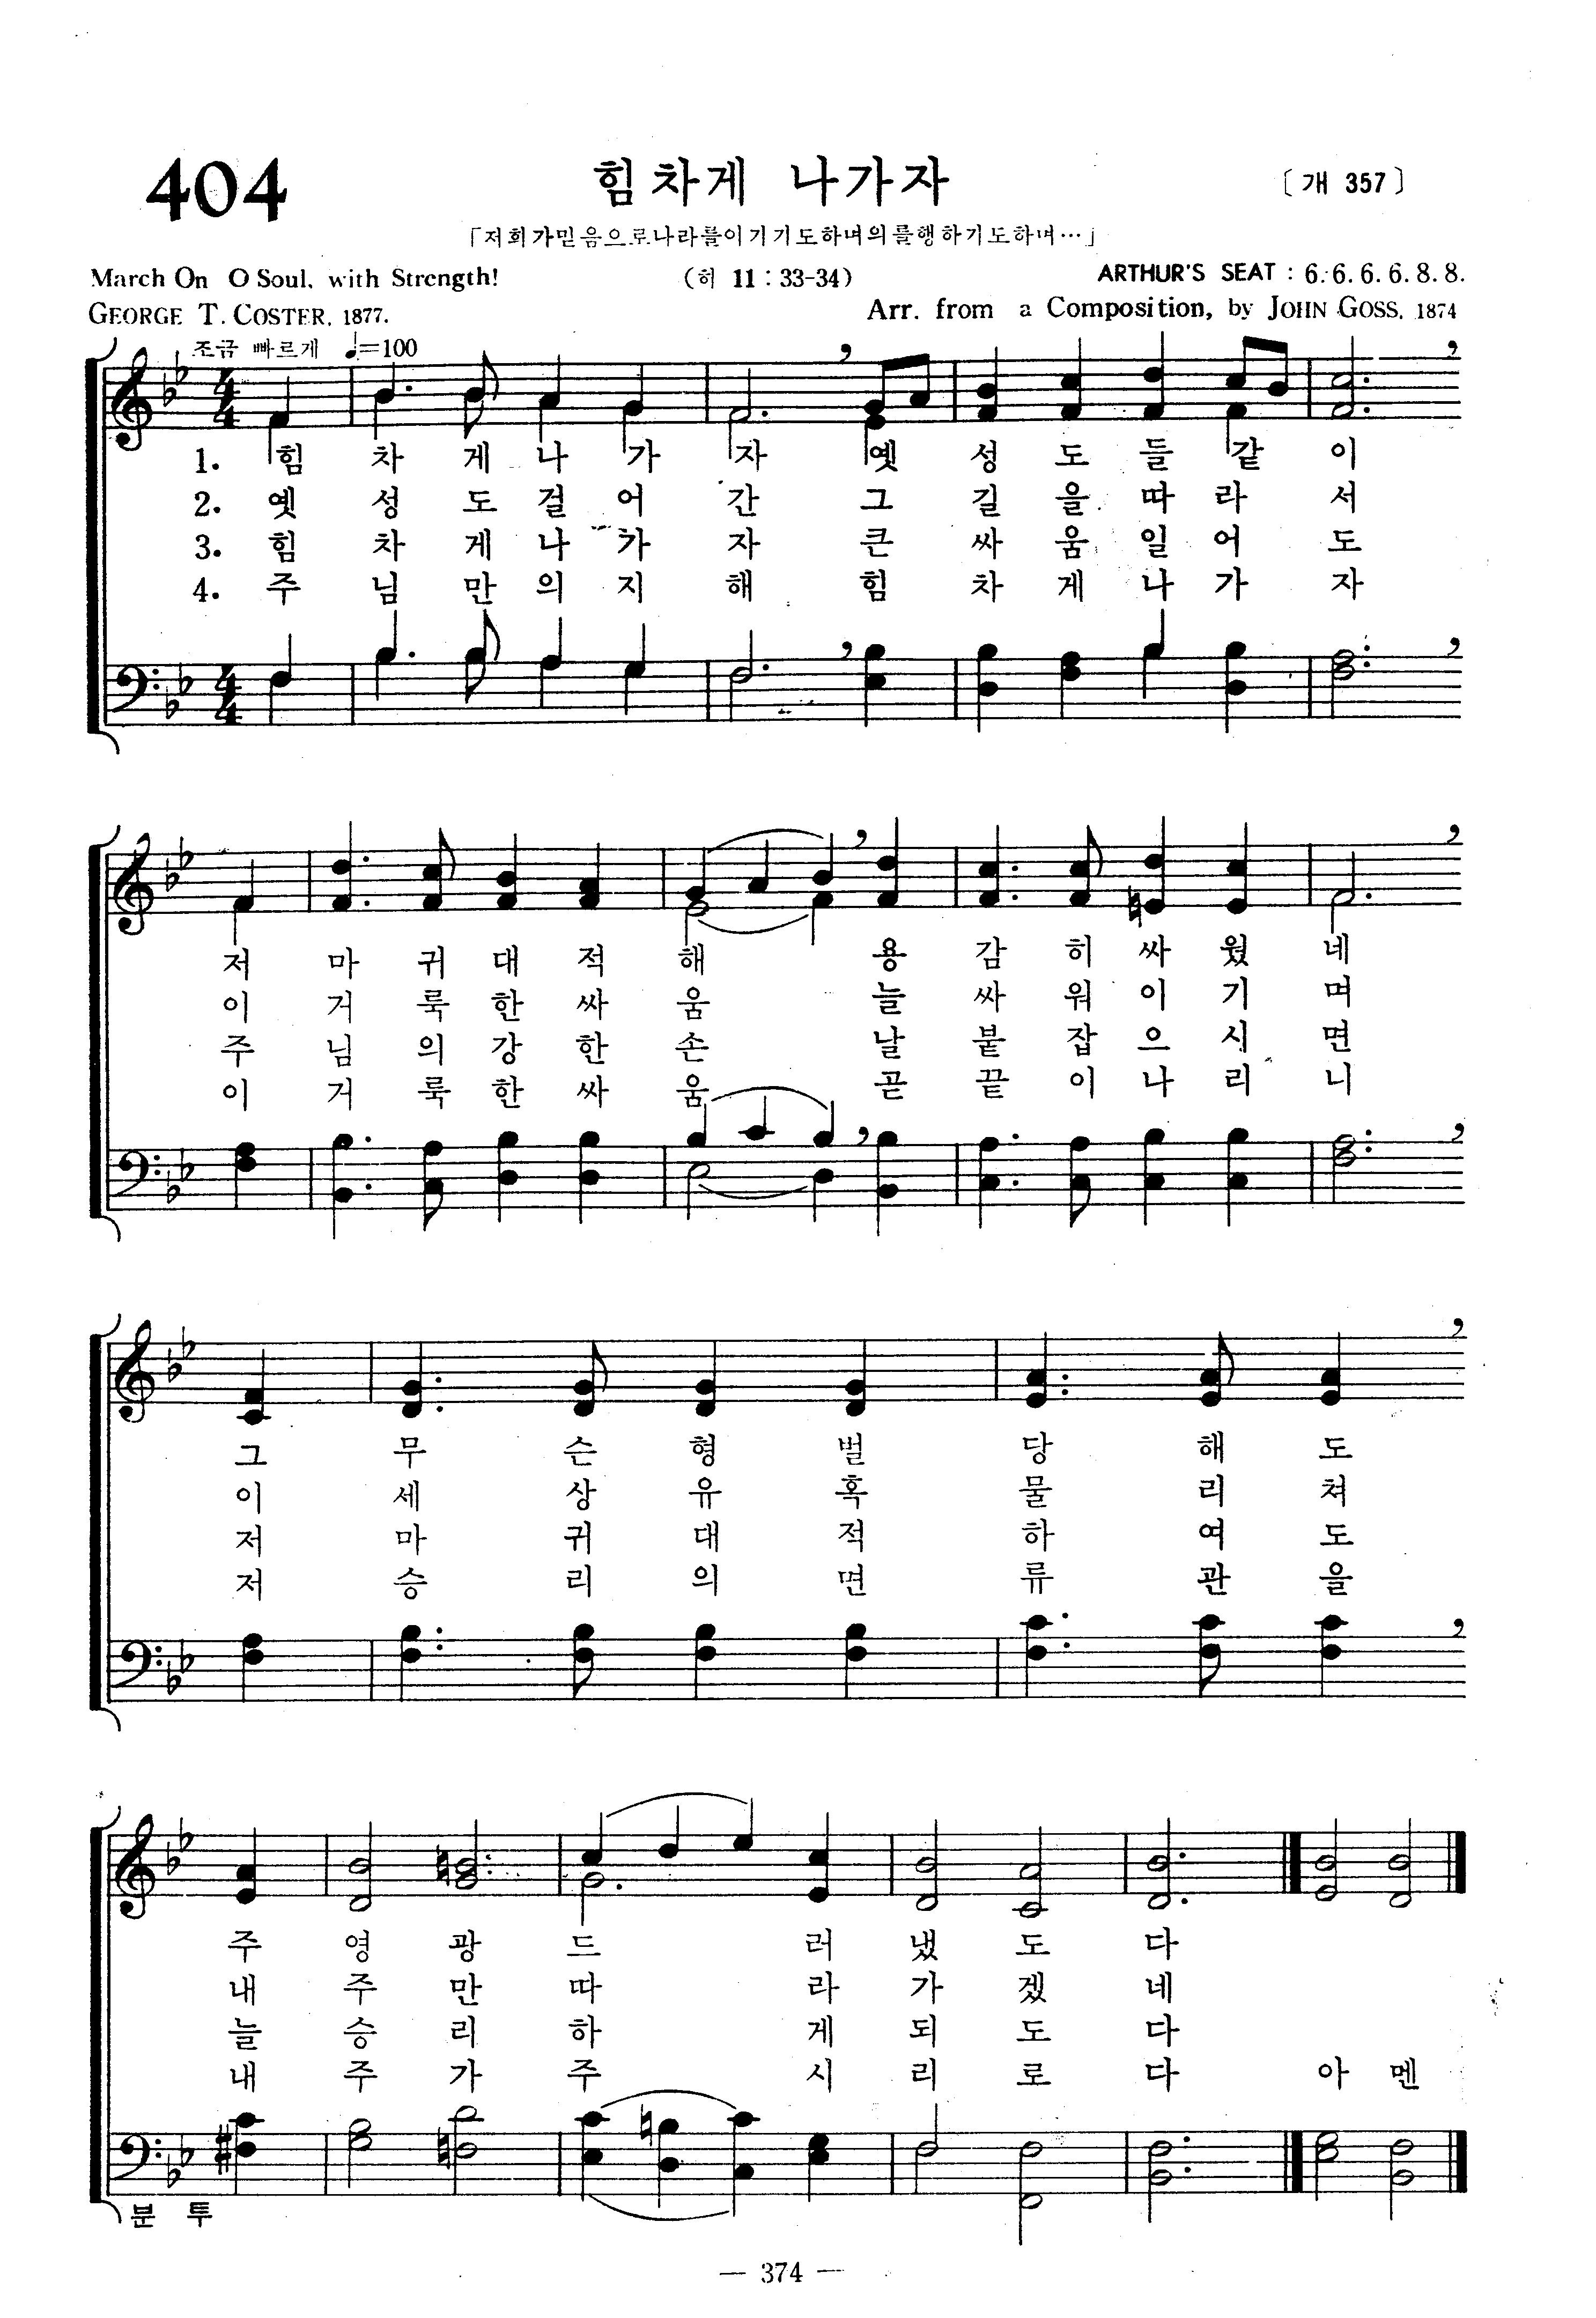 404
힘차게 나가자
〔개 357〕
「저희가믿음으로나라를이기기도하며의를행하기도하며…」
March On O Soul, with Strength!
(히 11 : 33-34)
ARTHUR'S SEAT : 6.6.6.6.8.8.
GEORGE T. COSTER, 1877.
Arr. from a Composition, by JOHN GOSS, 1874
조금 빠르게 ♩=100
1. 힘 차 게 나 가 자 옛 성 도 들 같 이
2. 옛 성 도 걸 어 간 그 길 을 따 라 서
3. 힘 차 게 나 가 자 큰 싸 움 일 어 도
4. 주 님 만 의 지 해 힘 차 게 나 가 자
저 마 귀 대 적 해 용 감 히 싸 웠 네
이 거 룩 한 싸 움 늘 싸 워 이 기 며
주 님 의 강 한 손 날 붙 잡 으 시 면
이 거 룩 한 싸 움 곧 끝 이 나 리 니
그 무 슨 형 벌 당 해 도
이 세 상 유 혹 물 리 쳐
저 마 귀 대 적 하 여 도
저 승 리 의 면 류 관 을
주 영 광 드 러 냈 도 다
내 주 만 따 라 가 겠 네
늘 승 리 하 게 되 도 다
내 주 가 주 시 리 로 다 아 멘
분 투
— 374 —